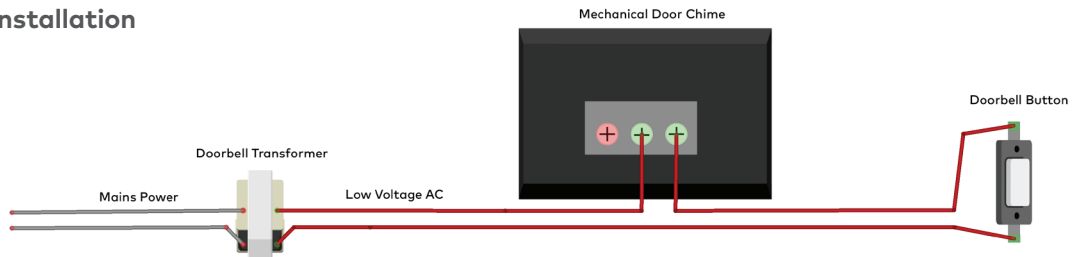 nstallation
Mechanical Door Chime
Doorbell Button
Doorbell Transformer
Mains Power
Low Voltage AC